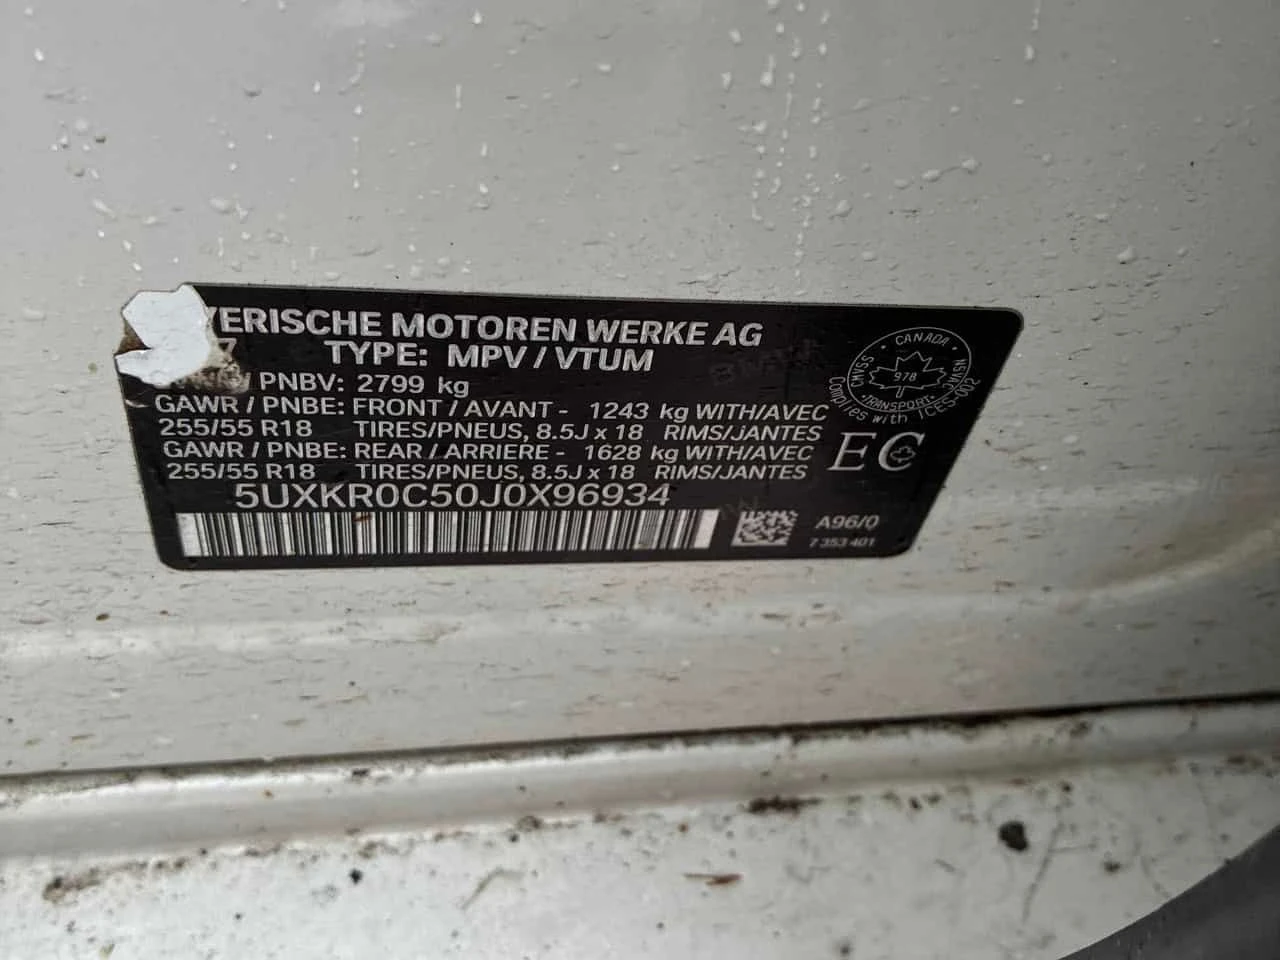 YERISCHE MOTOREN WERKE AG
7 TYPE: MPV / VTUM
/ PNBV: 2799 kg
GAWR / PNBE: FRONT / AVANT - 1243 kg WITH/AVEC
255/55 R18 TIRES/PNEUS, 8.5J x 18 RIMS/JANTES
GAWR / PNBE: REAR / ARRIERE - 1628 kg WITH/AVEC
255/55 R18 TIRES/PNEUS, 8.5J x 18 RIMS/JANTES
5UXKR0C50J0X96934
CANADA
CMVSS NSVAC
978
TRANSPORT
Complies with ICES-002
EC
A96/0
7 353 401